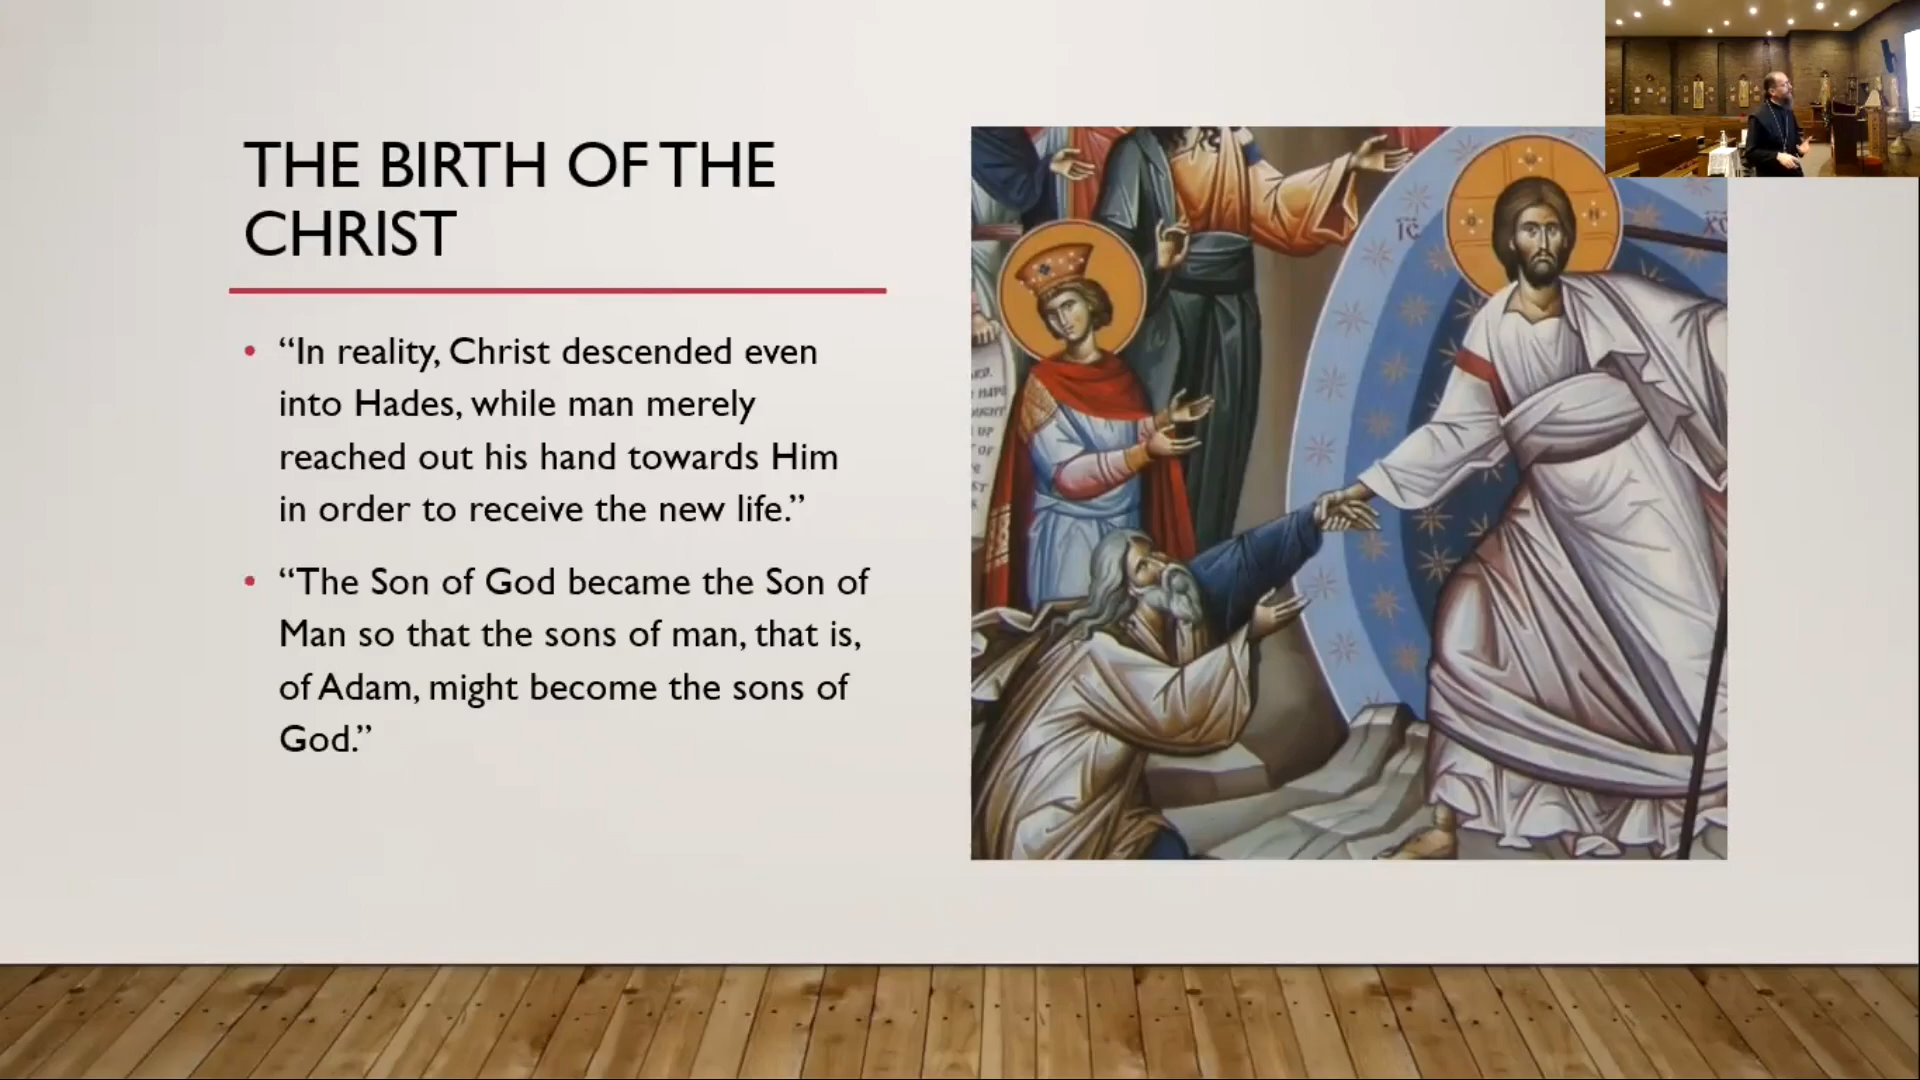 THE BIRTH OF THE
CHRIST
• “In reality, Christ descended even
into Hades, while man merely
reached out his hand towards Him
in order to receive the new life.”
• “The Son of God became the Son of
Man so that the sons of man, that is,
of Adam, might become the sons of
God.”
IC
XC